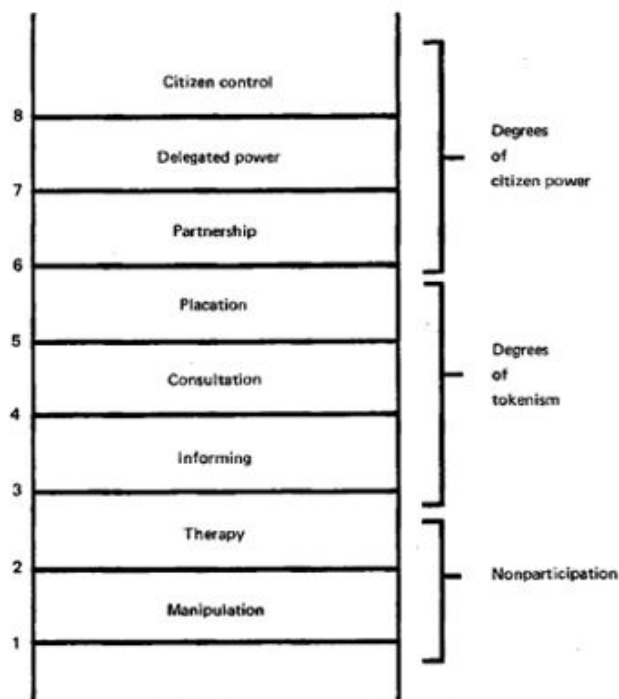 Citizen control
8
Delegated power
7
Partnership
6
Placation
5
Consultation
4
Informing
3
Therapy
2
Manipulation
1
Degrees
of
citizen power
Degrees
of
tokenism
Nonparticipation